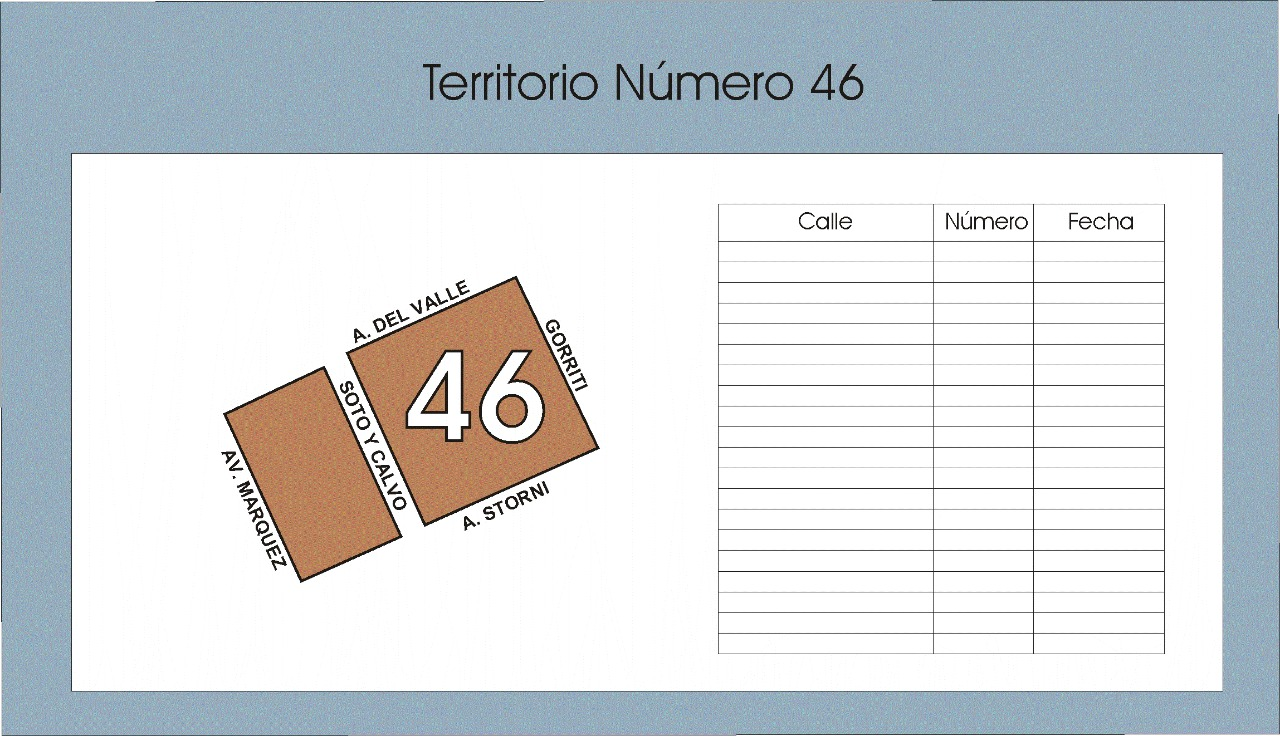 Territorio Número 46
A. DEL VALLE
GORRITI
46
SOTO Y CALVO
AV. MARQUEZ
A. STORNI
Calle Número Fecha